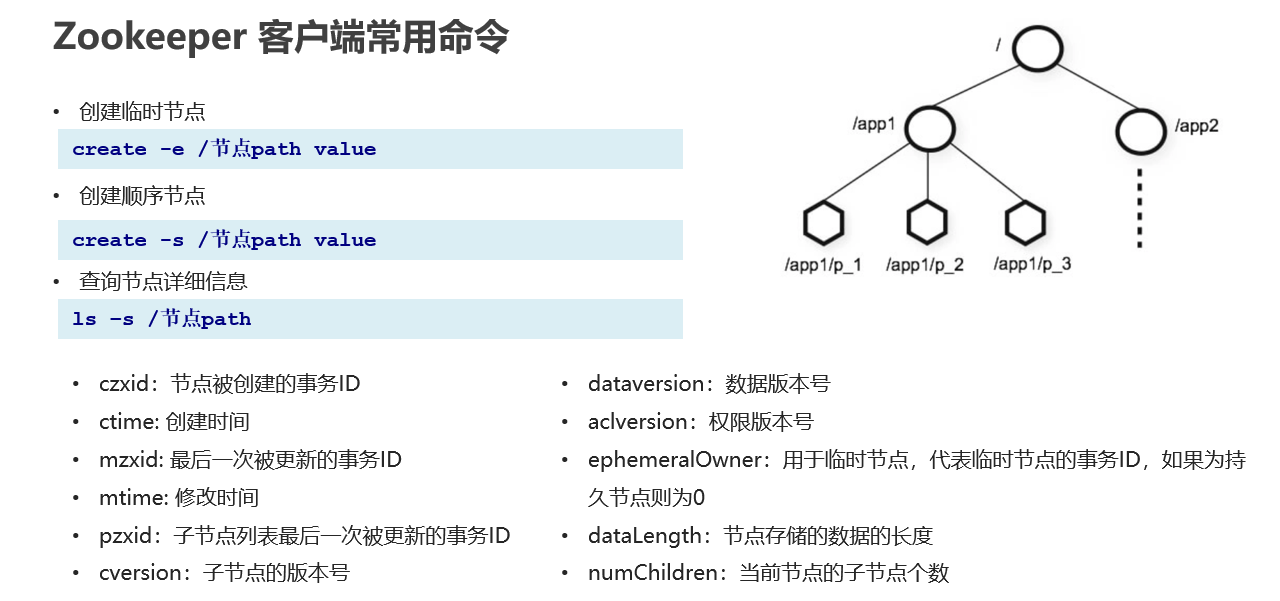 Zookeeper 客户端常用命令
• 创建临时节点
create -e /节点path value
• 创建顺序节点
create -s /节点path value
• 查询节点详细信息
ls –s /节点path
• czxid：节点被创建的事务ID
• ctime: 创建时间
• mzxid: 最后一次被更新的事务ID
• mtime: 修改时间
• pzxid：子节点列表最后一次被更新的事务ID
• cversion：子节点的版本号
• dataversion：数据版本号
• aclversion：权限版本号
• ephemeralOwner：用于临时节点，代表临时节点的事务ID，如果为持
久节点则为0
• dataLength：节点存储的数据的长度
• numChildren：当前节点的子节点个数
/
/app1
/app2
/app1/p_1
/app1/p_2
/app1/p_3